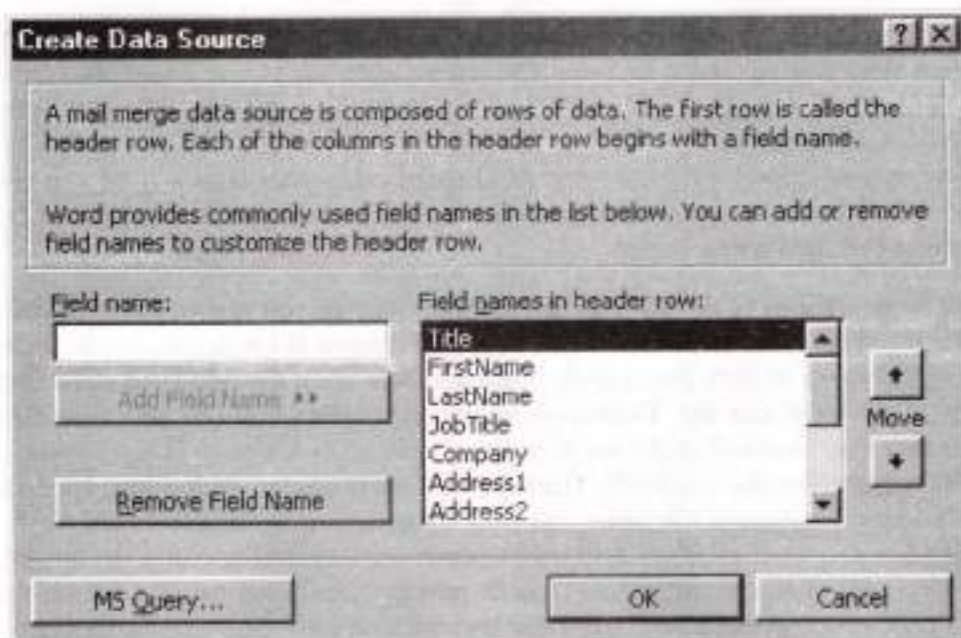 Create Data Source
A mail merge data source is composed of rows of data. The first row is called the
header row. Each of the columns in the header row begins with a field name.
Word provides commonly used field names in the list below. You can add or remove
field names to customize the header row.
Field name:
Add Field Name >>
Remove Field Name
Field names in header row:
Title
FirstName
LastName
JobTitle
Company
Address1
Address2
Move
MS Query...
OK
Cancel